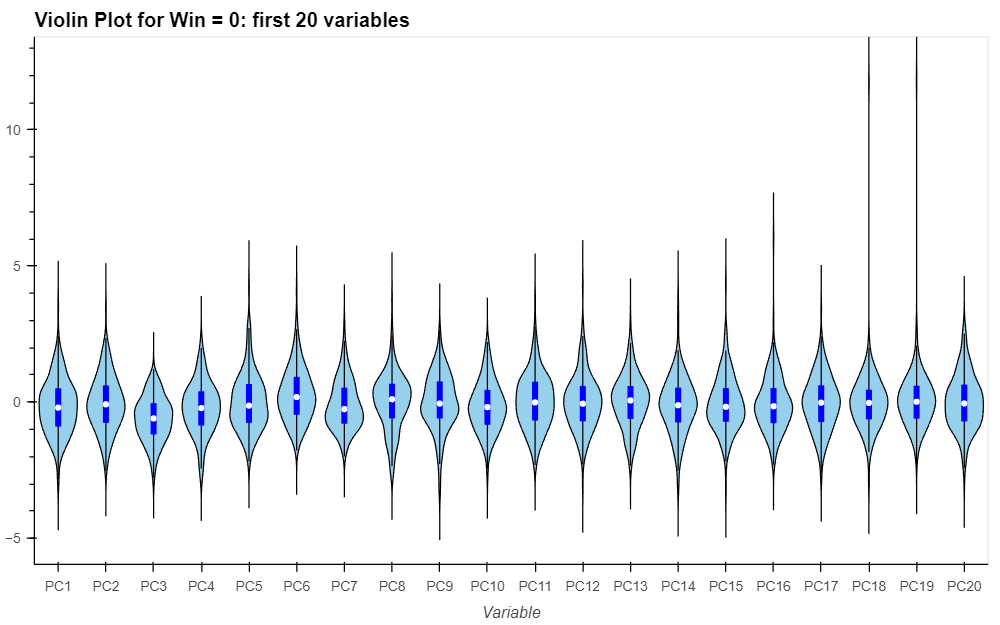 Violin Plot for Win = 0: first 20 variables
10
5
0
−5
PC1 PC2 PC3 PC4 PC5 PC6 PC7 PC8 PC9 PC10 PC11 PC12 PC13 PC14 PC15 PC16 PC17 PC18 PC19 PC20
Variable